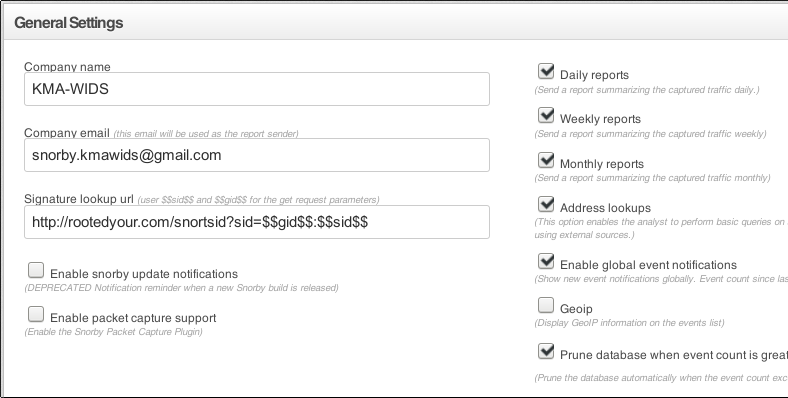 General Settings
Company name
KMA-WIDS
Company email (this email will be used as the report sender)
snorby.kmawids@gmail.com
Signature lookup url (user $$sid$$ and $$gid$$ for the get request parameters)
http://rootedyour.com/snortsid?sid=$$gid$$:$$sid$$
Enable snorby update notifications
(DEPRECATED Notification reminder when a new Snorby build is released)
Enable packet capture support
(Enable the Snorby Packet Capture Plugin)
Daily reports
(Send a report summarizing the captured traffic daily.)
Weekly reports
(Send a report summarizing the captured traffic weekly)
Monthly reports
(Send a report summarizing the captured traffic monthly)
Address lookups
(This option enables the analyst to perform basic queries on
using external sources.)
Enable global event notifications
(Show new event notifications globally. Event count since las
Geoip
(Display GeoIP information on the events list)
Prune database when event count is great
(Prune the database automatically when the event count exc